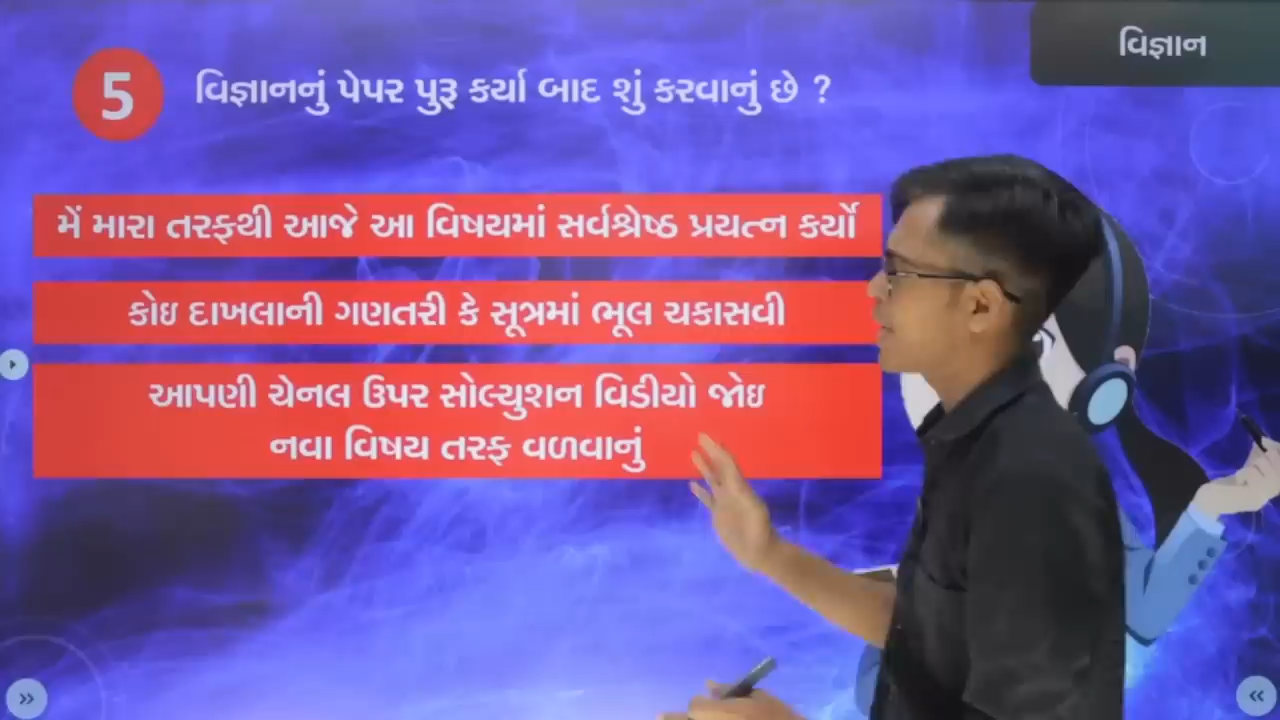 વિજ્ઞાન
5
વિજ્ઞાનનું પેપર પુરૂ કર્યા બાદ શું કરવાનું છે ?
મેં મારા તરફથી આજે આ વિષયમાં સર્વશ્રેષ્ઠ પ્રયત્ન કર્યો
કોઇ દાખલાની ગણતરી કે સૂત્રમાં ભૂલ ચકાસવી
આપણી ચેનલ ઉપર સોલ્યુશન વિડીયો જોઇ
નવા વિષય તરફ વળવાનું